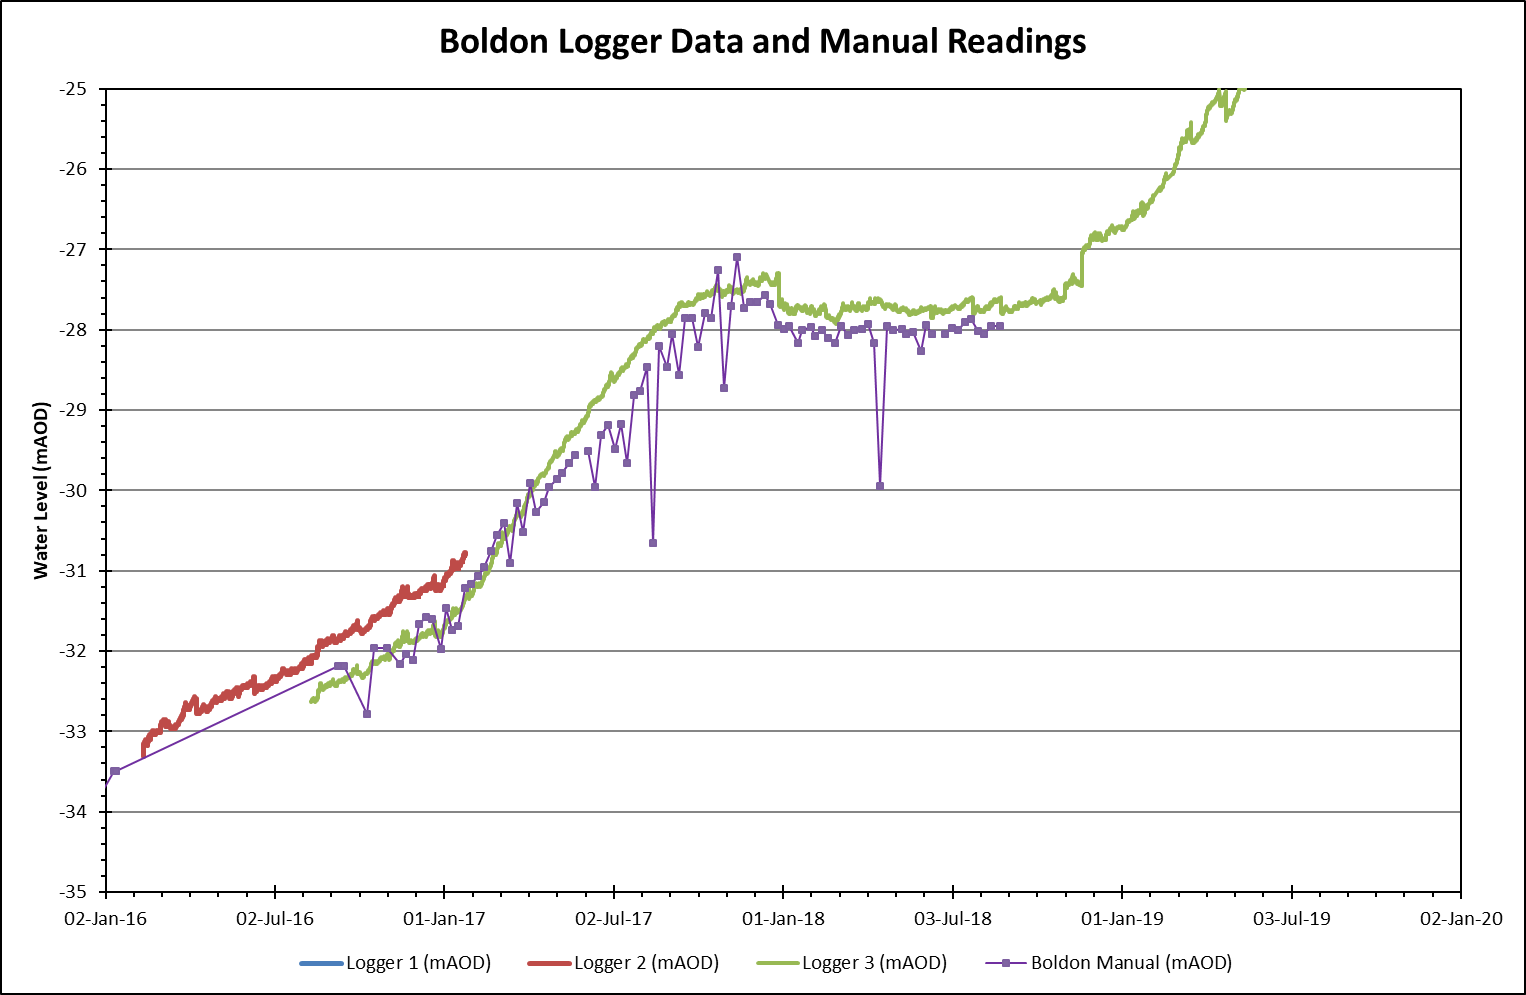 Boldon Logger Data and Manual Readings
Water Level (mAOD)
-25
-26
-27
-28
-29
-30
-31
-32
-33
-34
-35
02-Jan-16 02-Jul-16 01-Jan-17 02-Jul-17 01-Jan-18 03-Jul-18 01-Jan-19 03-Jul-19 02-Jan-20
Logger 1 (mAOD) Logger 2 (mAOD) Logger 3 (mAOD) Boldon Manual (mAOD)